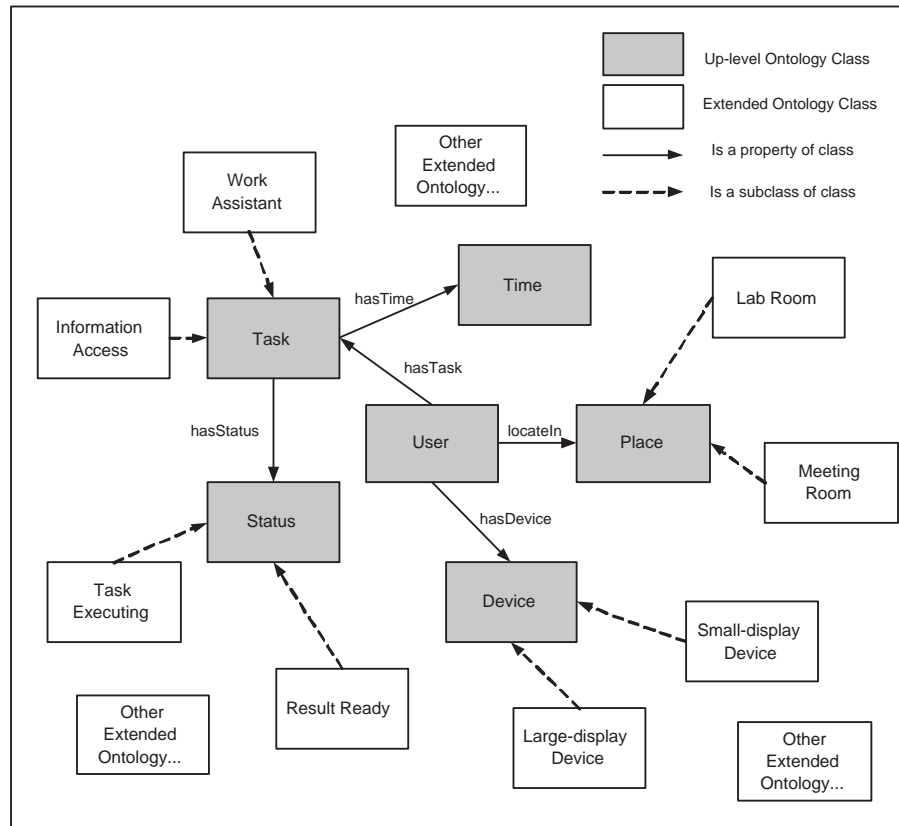 Up-level Ontology Class
Extended Ontology Class
Is a property of class
Is a subclass of class
Other
Extended
Ontology...
Work
Assistant
hasTime
Time
Lab Room
Information
Access
Task
hasTask
hasStatus
User
locateIn
Place
Meeting
Room
Status
hasDevice
Task
Executing
Device
Small-display
Device
Result Ready
Large-display
Device
Other
Extended
Ontology...
Other
Extended
Ontology...